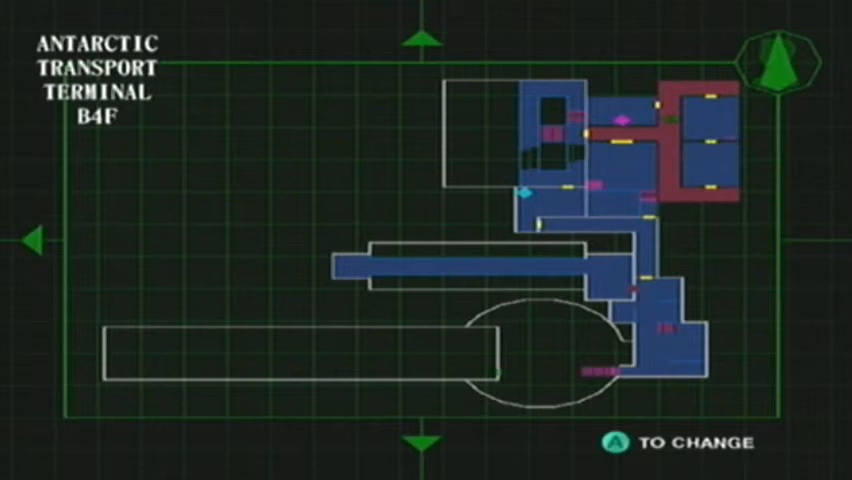 ANTARCTIC
TRANSPORT
TERMINAL
B4F
A TO CHANGE